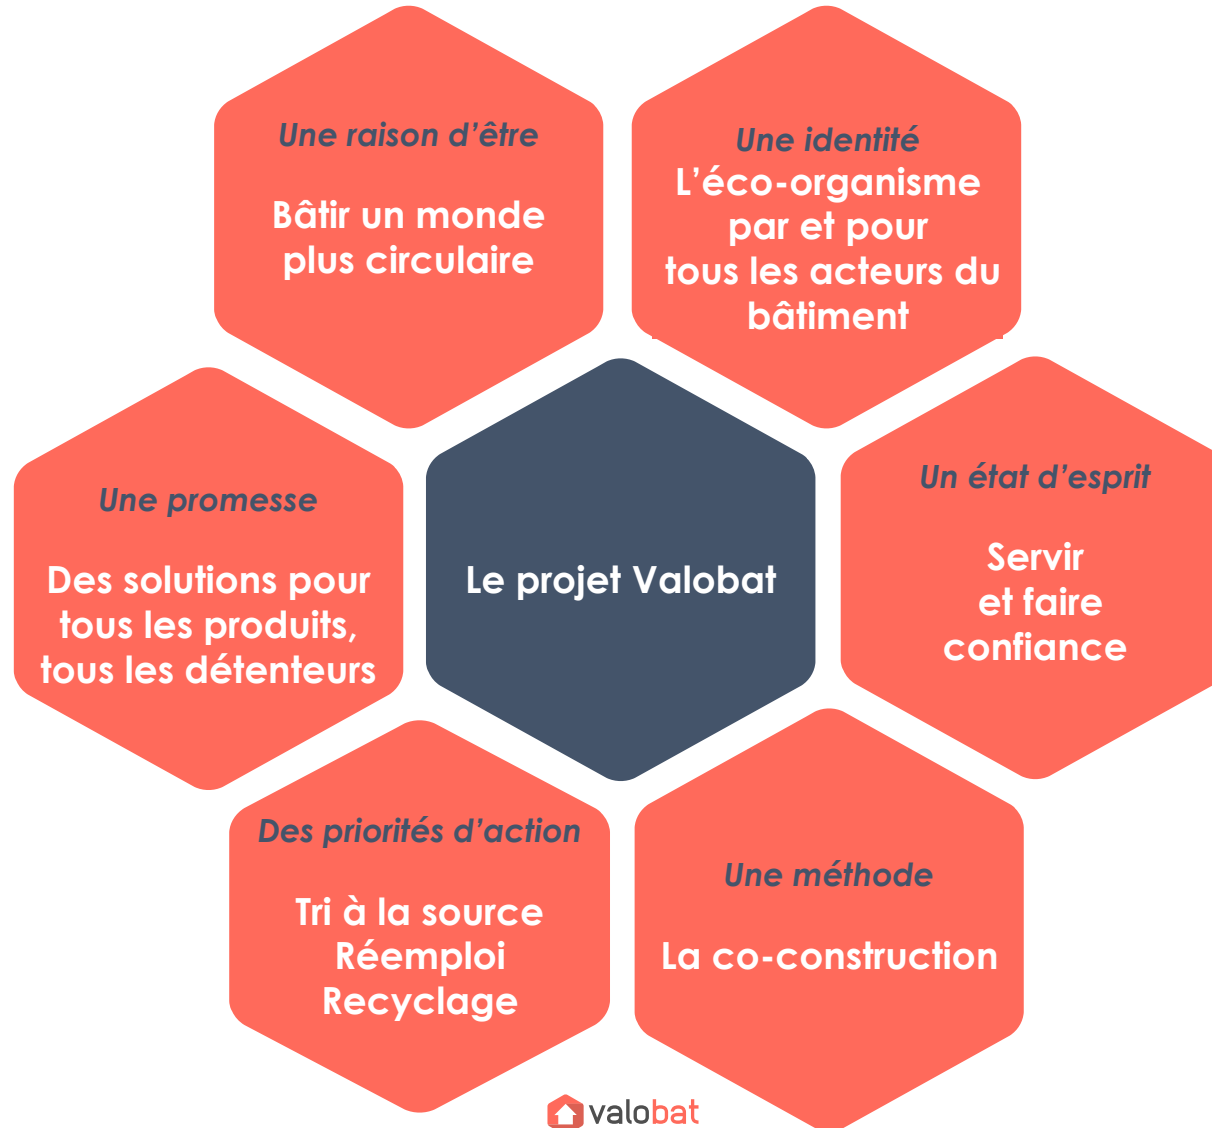 Une raison d’être
Bâtir un monde
plus circulaire
Une identité
L’éco-organisme
par et pour
tous les acteurs du
bâtiment
Une promesse
Des solutions pour
tous les produits,
tous les détenteurs
Le projet Valobat
Un état d’esprit
Servir
et faire
confiance
Des priorités d’action
Tri à la source
Réemploi
Recyclage
Une méthode
La co-construction
valobat